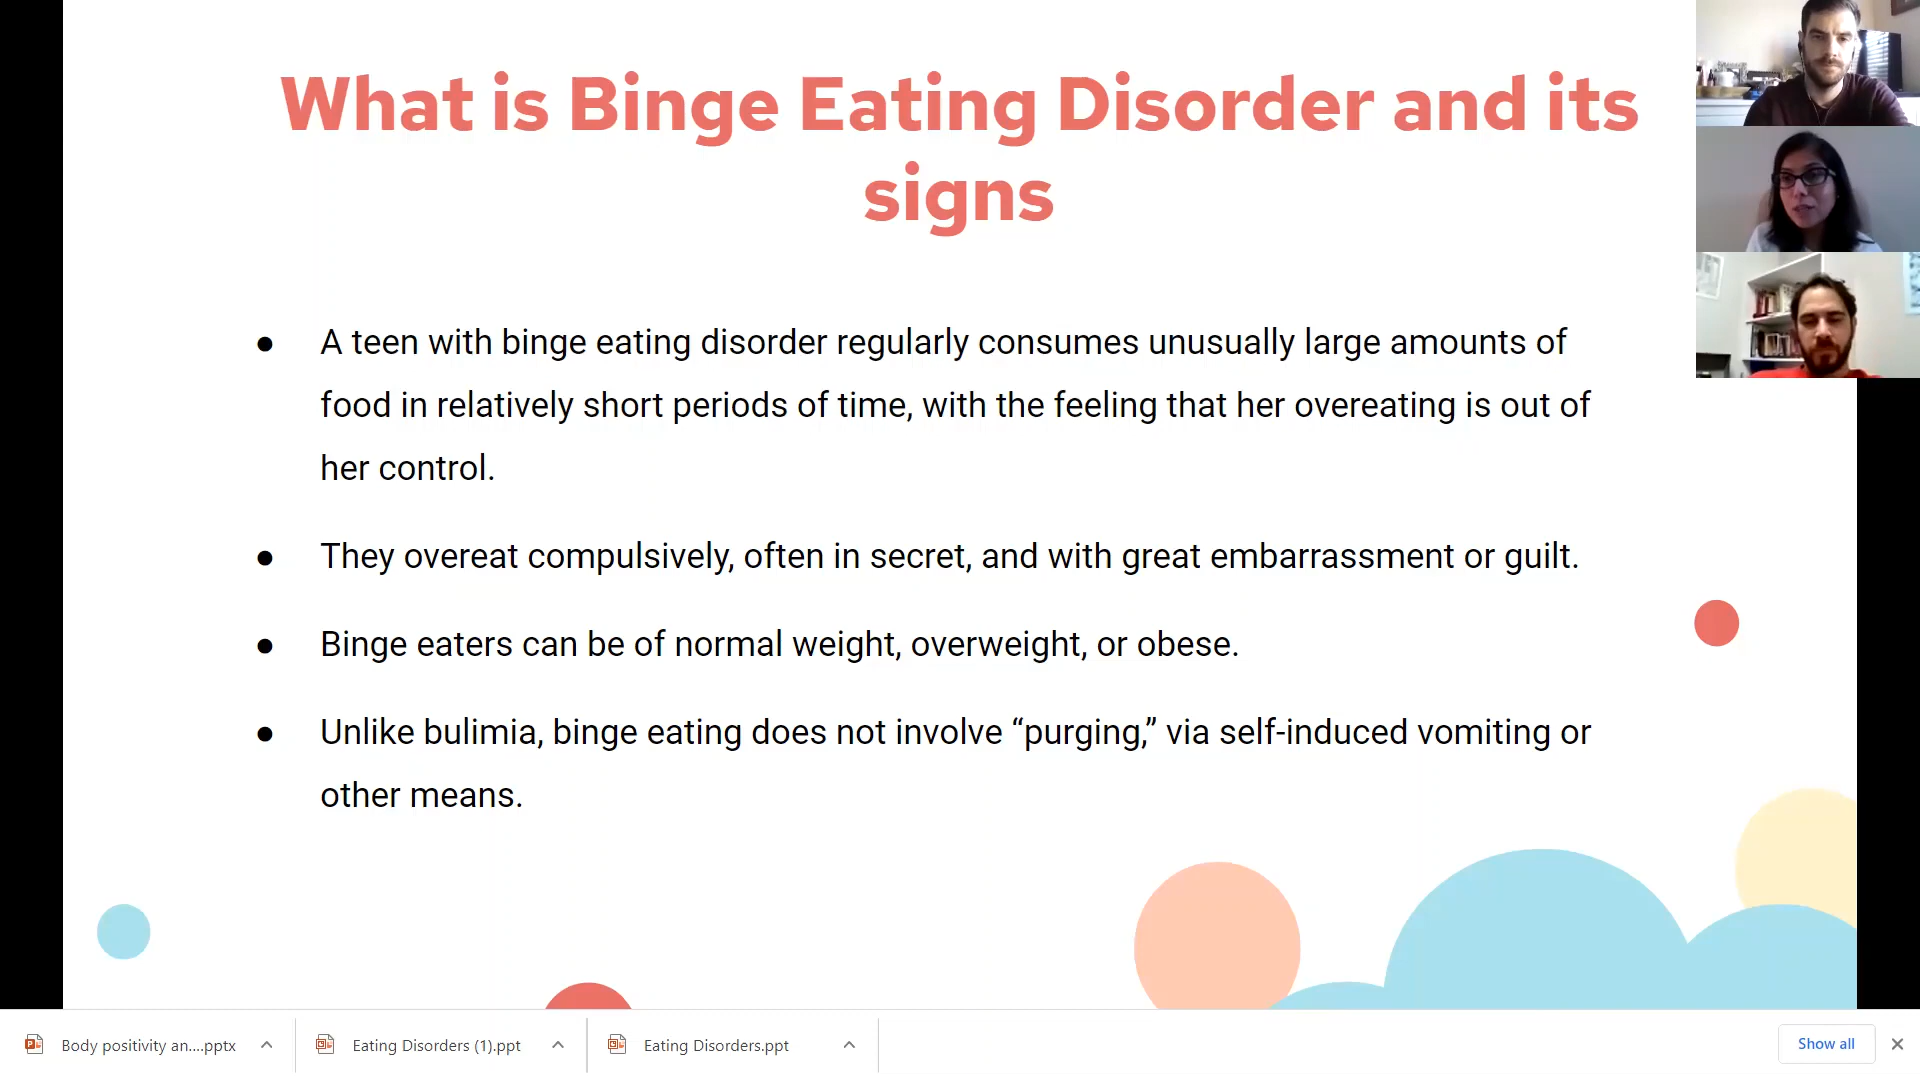 What is Binge Eating Disorder and its
signs
● A teen with binge eating disorder regularly consumes unusually large amounts of
food in relatively short periods of time, with the feeling that her overeating is out of
her control.
● They overeat compulsively, often in secret, and with great embarrassment or guilt.
● Binge eaters can be of normal weight, overweight, or obese.
● Unlike bulimia, binge eating does not involve “purging,” via self-induced vomiting or
other means.
Body positivity an....pptx
Eating Disorders (1).ppt
Eating Disorders.ppt
Show all